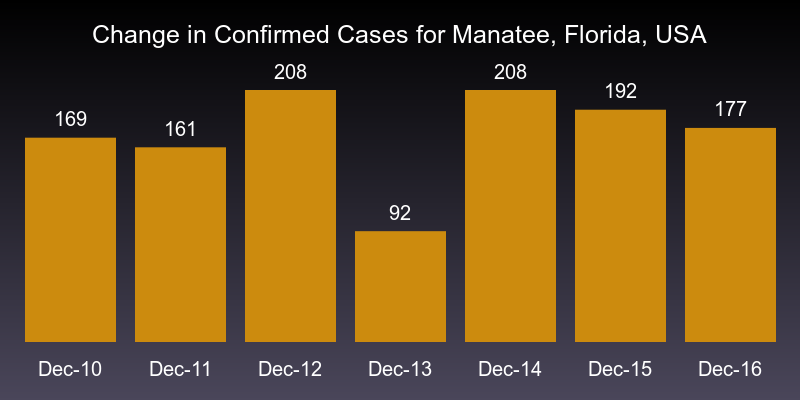 Change in Confirmed Cases for Manatee, Florida, USA
208 208
192
169 177
161
92
Dec-10 Dec-11 Dec-12 Dec-13 Dec-14 Dec-15 Dec-16